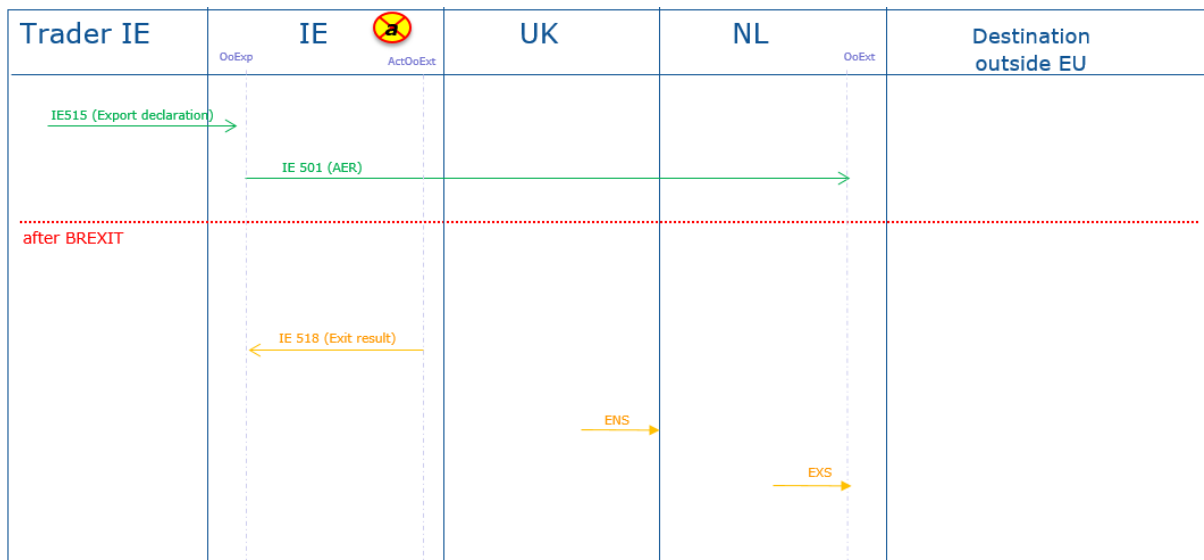 Trader IE
IE
a
UK
NL
Destination
outside EU
OoExp
ActOoExt
OoExt
IE515 (Export declaration)
IE 501 (AER)
after BREXIT
IE 518 (Exit result)
ENS
EXS